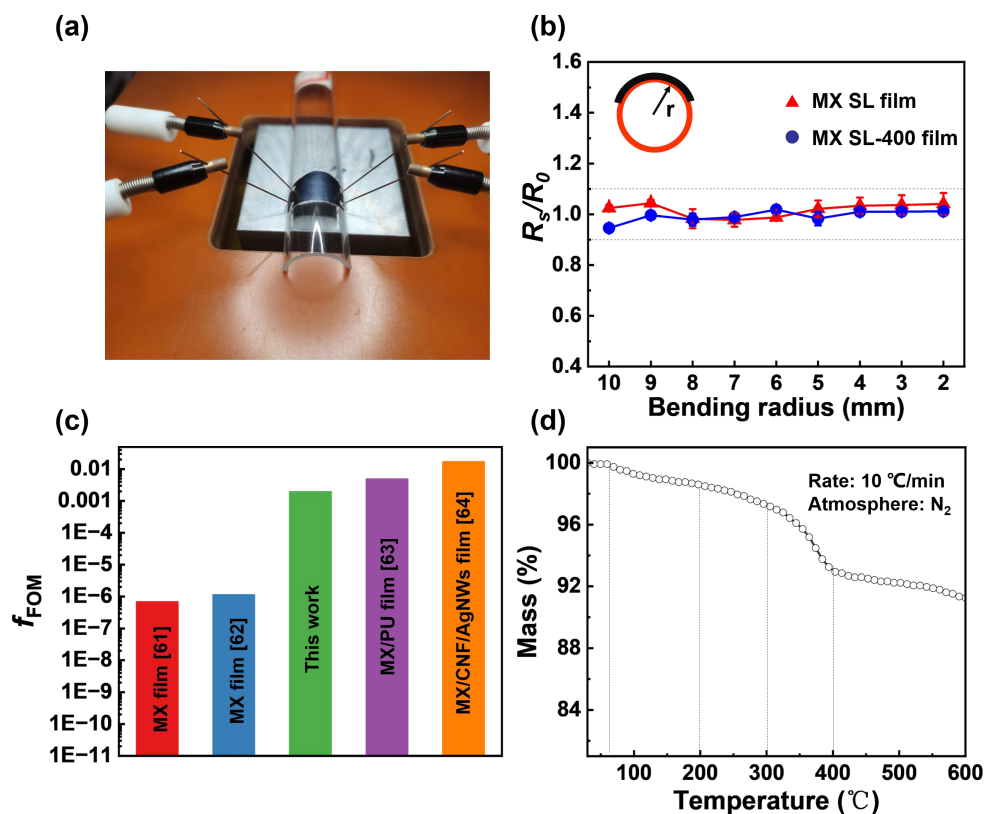 (a)
(b)
R_s/R_0
1.6
1.4
1.2
1.0
0.8
0.6
0.4
r
MX SL film
MX SL-400 film
10 9 8 7 6 5 4 3 2
Bending radius (mm)
(c)
f_FOM
0.01
0.001
1E−4
1E−5
1E−6
1E−7
1E−8
1E−9
1E−10
1E−11
MX film [61]
MX film [62]
This work
MX/PU film [63]
MX/CNF/AgNWs film [64]
(d)
Mass (%)
100
96
92
88
84
Rate: 10 ℃/min
Atmosphere: N₂
100 200 300 400 500 600
Temperature (℃)